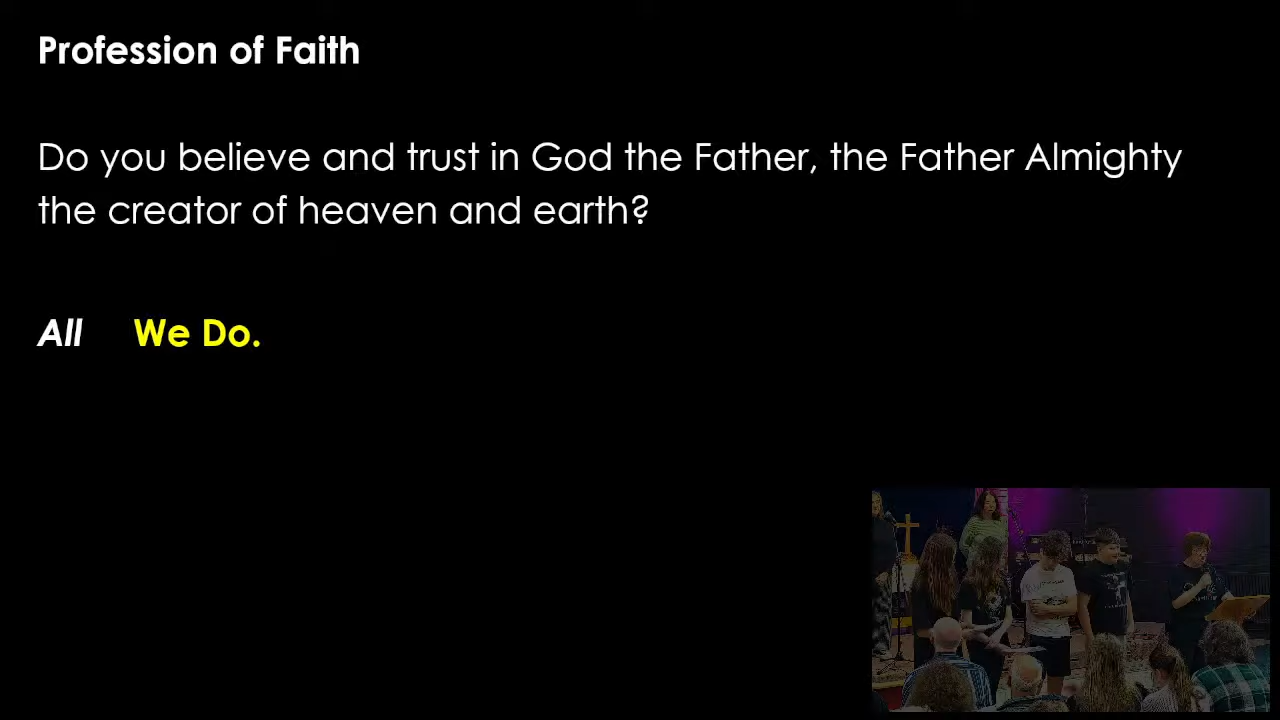 Profession of Faith
Do you believe and trust in God the Father, the Father Almighty
the creator of heaven and earth?
All We Do.